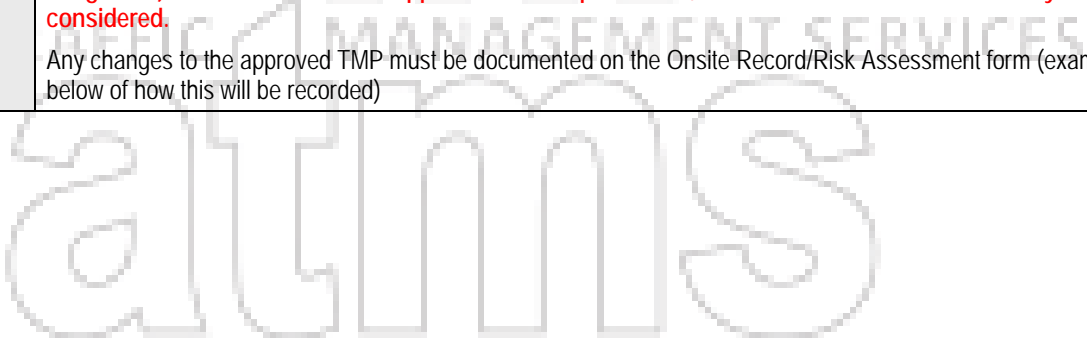 considered.
MANAGEMENT SERVICES
Any changes to the approved TMP must be documented on the Onsite Record/Risk Assessment form (exam
below of how this will be recorded)
atms